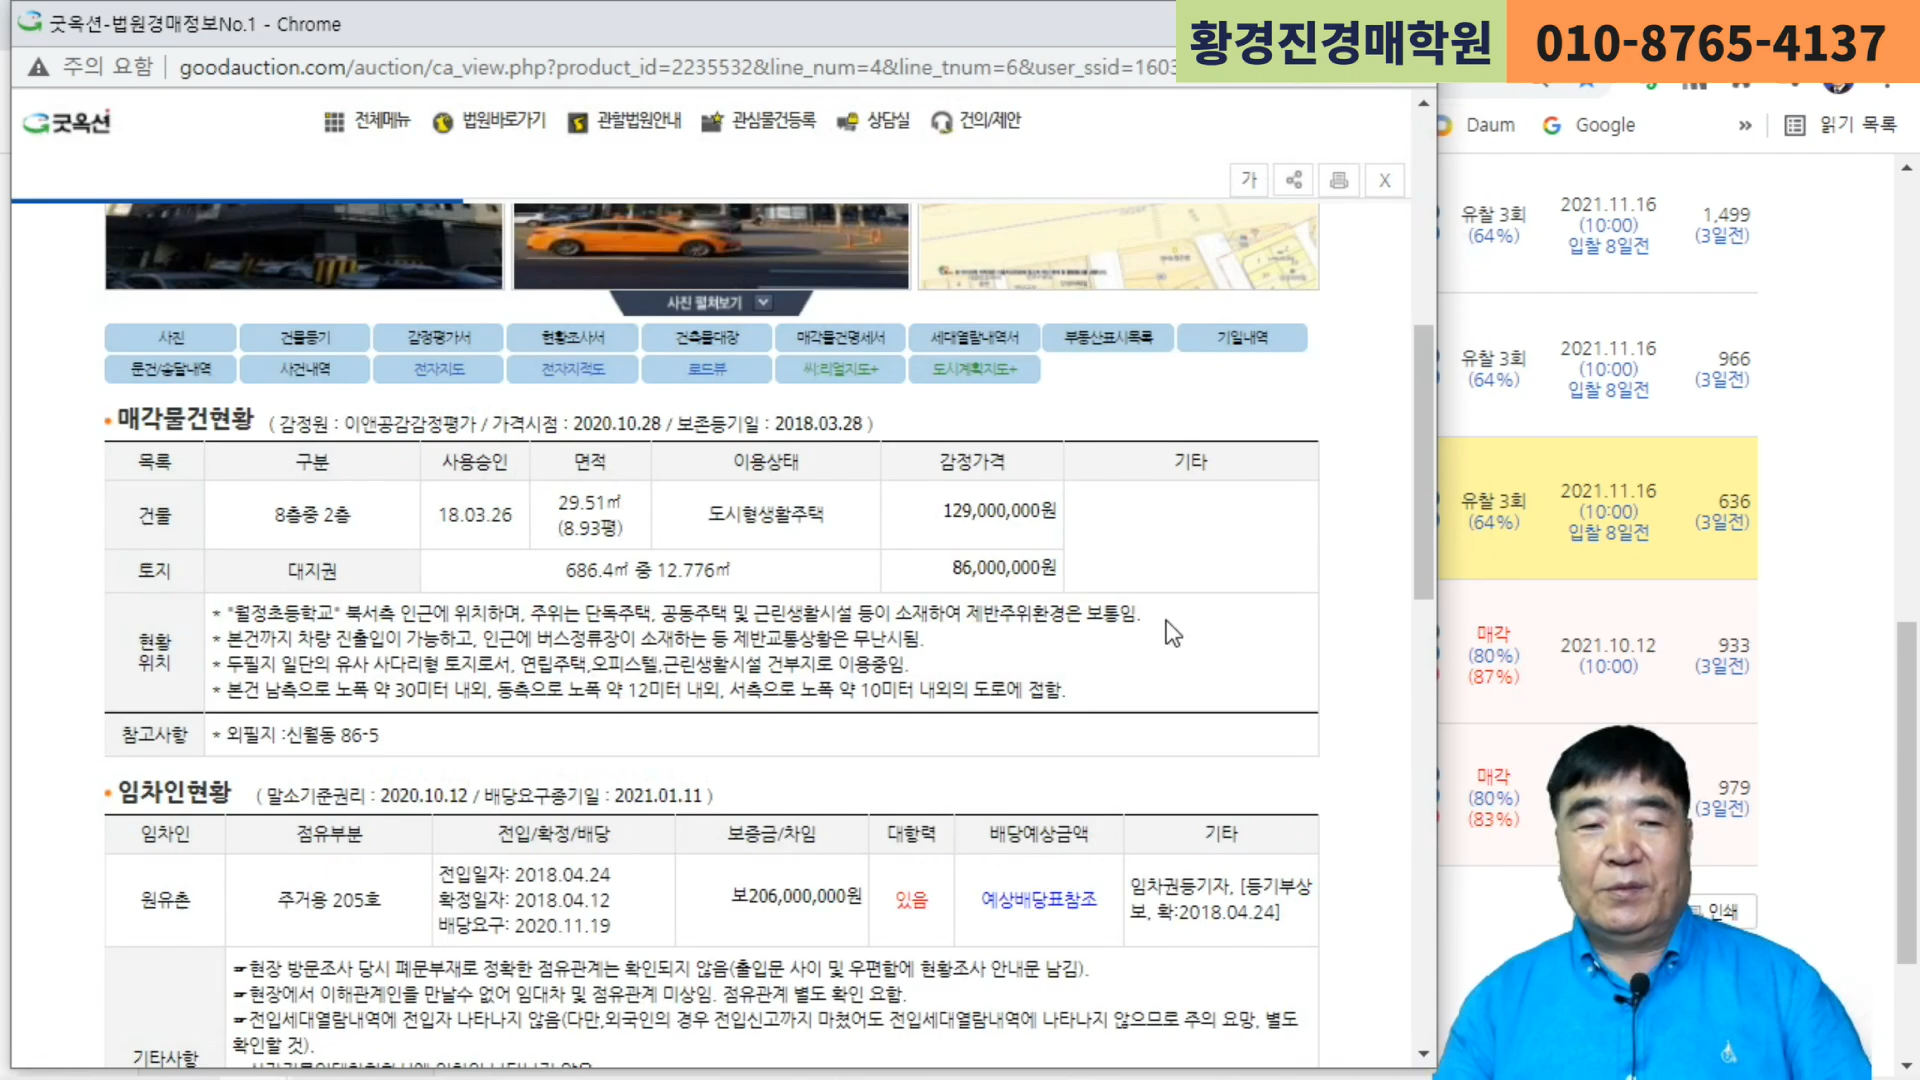 굿옥션-법원경매정보No.1 - Chrome
황경진경매학원 010-8765-4137
주의 요함 goodauction.com/auction/ca_view.php?product_id=2235532&line_num=4&line_tnum=6&user_ssid=1603
굿옥션
전체메뉴 법원바로가기 관할법원안내 관심물건등록 상담실 건의/제안
Daum Google » 읽기 목록
가 X
사진 펼쳐보기
사진 건물등기 감정평가서 현황조사서 건축물대장 매각물건명세서 세대열람내역서 부동산표시목록 기일내역
문건/송달내역 사건내역 전자지도 전자지적도 로드뷰 씨:리얼지도+ 도시계획지도+
매각물건현황 ( 감정원 : 이앤공감감정평가 / 가격시점 : 2020.10.28 / 보존등기일 : 2018.03.28 )
목록 구분 사용승인 면적 이용상태 감정가격 기타
건물 8층중 2층 18.03.26 29.51㎡ (8.93평) 도시형생활주택 129,000,000원
토지 대지권 686.4㎡ 중 12.776㎡ 86,000,000원
현황 위치
* "월정초등학교" 북서측 인근에 위치하며, 주위는 단독주택, 공동주택 및 근린생활시설 등이 소재하여 제반주위환경은 보통임.
* 본건까지 차량 진출입이 가능하고, 인근에 버스정류장이 소재하는 등 제반교통상황은 무난시됨.
* 두필지 일단의 유사 사다리형 토지로서, 연립주택,오피스텔,근린생활시설 건부지로 이용중임.
* 본건 남측으로 노폭 약 30미터 내외, 동측으로 노폭 약 12미터 내외, 서측으로 노폭 약 10미터 내외의 도로에 접함.
참고사항 * 외필지 :신월동 86-5
임차인현황 ( 말소기준권리 : 2020.10.12 / 배당요구종기일 : 2021.01.11 )
임차인 점유부분 전입/확정/배당 보증금/차임 대항력 배당예상금액 기타
원유촌 주거용 205호
전입일자: 2018.04.24
확정일자: 2018.04.12
배당요구: 2020.11.19
보206,000,000원 있음 예상배당표참조
임차권등기자, [등기부상
보, 확:2018.04.24]
기타사항
☞현장 방문조사 당시 폐문부재로 정확한 점유관계는 확인되지 않음(출입문 사이 및 우편함에 현황조사 안내문 남김).
☞현장에서 이해관계인을 만날수 없어 임대차 및 점유관계 미상임. 점유관계 별도 확인 요함.
☞전입세대열람내역에 전입자 나타나지 않음(다만,외국인의 경우 전입신고까지 마쳤어도 전입세대열람내역에 나타나지 않으므로 주의 요망, 별도
확인할 것).
유찰 3회 (64%) 2021.11.16 (10:00) 입찰 8일전 1,499 (3일전)
유찰 3회 (64%) 2021.11.16 (10:00) 입찰 8일전 966 (3일전)
유찰 3회 (64%) 2021.11.16 (10:00) 입찰 8일전 636 (3일전)
매각 (80%) (87%) 2021.10.12 (10:00) 933 (3일전)
매각 (80%) (83%) 979 (3일전)
인쇄